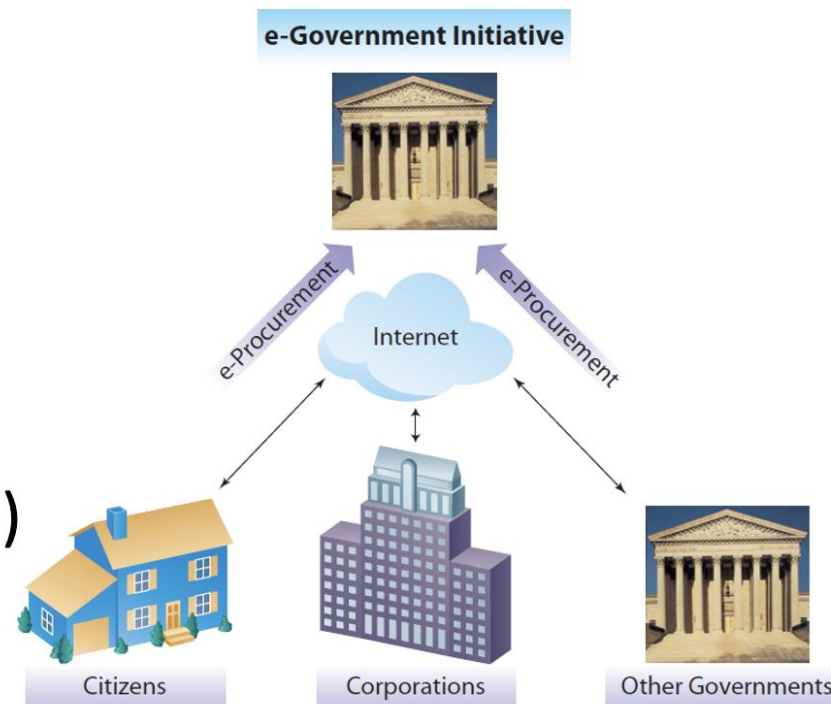 e-Government Initiative
e-Procurement
e-Procurement
Internet
)
Citizens
Corporations
Other Governments